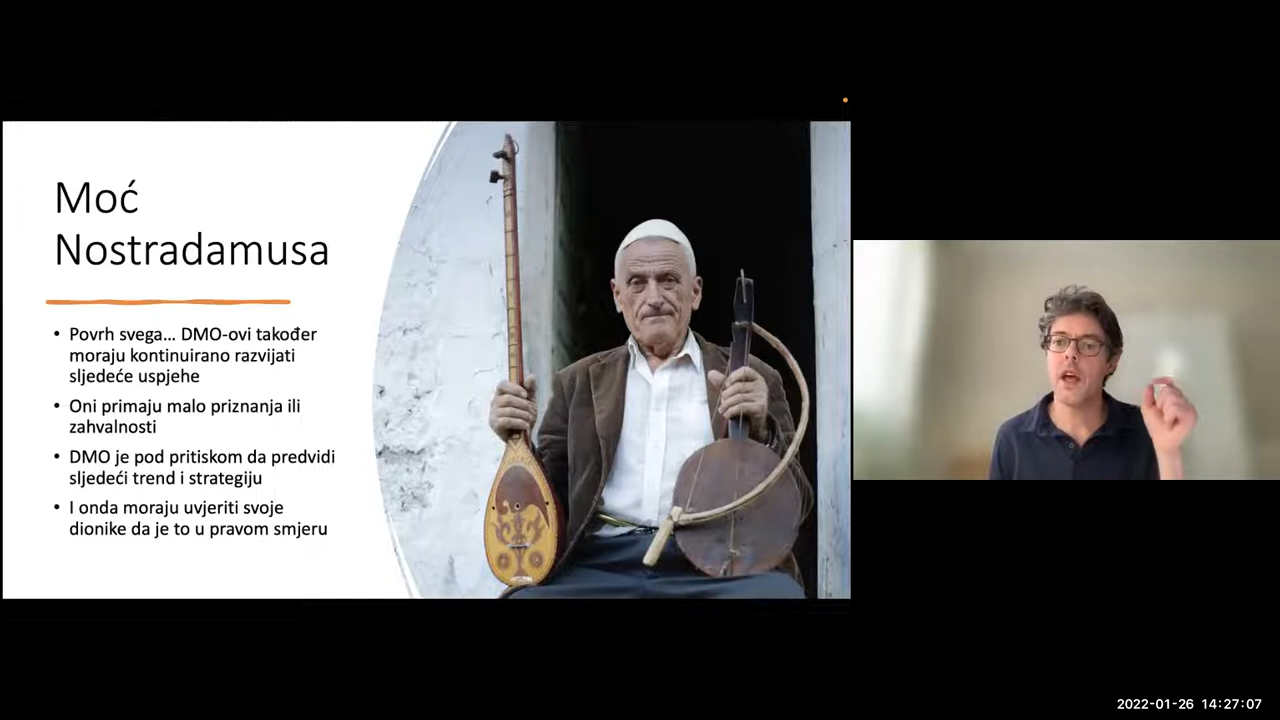 Moć
Nostradamusa
• Povrh svega... DMO-ovi također
moraju kontinuirano razvijati
sljedeće uspjehe
• Oni primaju malo priznanja ili
zahvalnosti
• DMO je pod pritiskom da predvidi
sljedeći trend i strategiju
• I onda moraju uvjeriti svoje
dionike da je to u pravom smjeru
2022-01-26 14:27:07